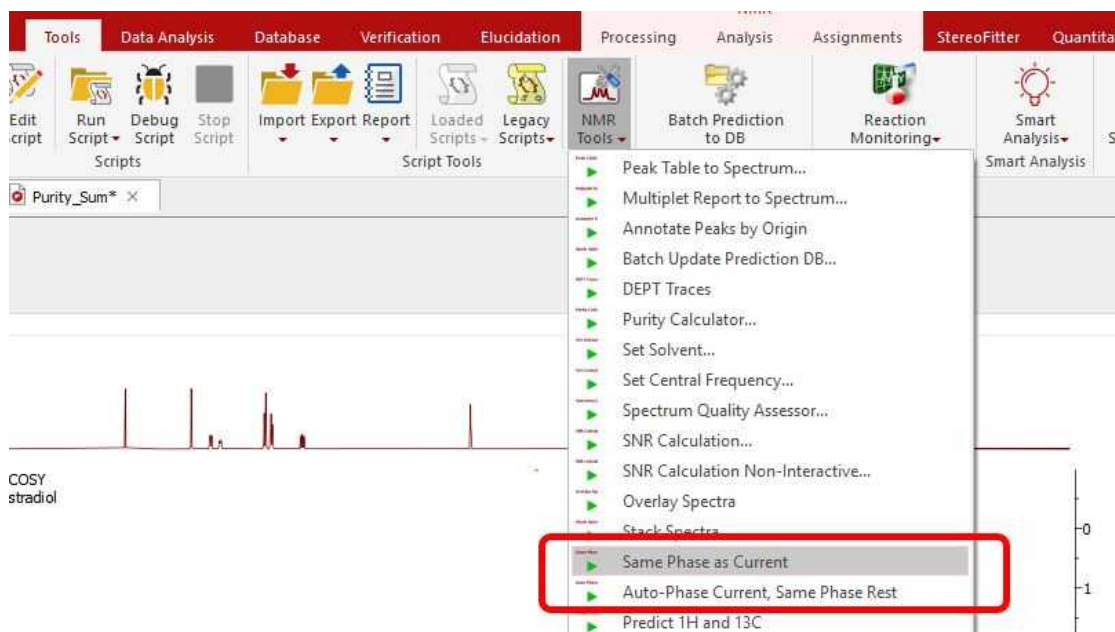 NMR
Tools Data Analysis Database Verification Elucidation Processing Analysis Assignments StereoFitter Quantita
Edit Script Run Script Debug Script Stop Script Import Export Report Loaded Scripts Legacy Scripts NMR Tools Batch Prediction to DB Reaction Monitoring Smart Analysis
Scripts Script Tools Smart Analysis
Purity_Sum*
Peak Table to Spectrum...
Multiplet Report to Spectrum...
Annotate Peaks by Origin
Batch Update Prediction DB...
DEPT Traces
Purity Calculator...
Set Solvent...
Set Central Frequency...
Spectrum Quality Assessor...
SNR Calculation...
SNR Calculation Non-Interactive...
Overlay Spectra
Stack Spectra
Same Phase as Current
Auto-Phase Current, Same Phase Rest
Predict 1H and 13C
COSY
stradiol
0
1